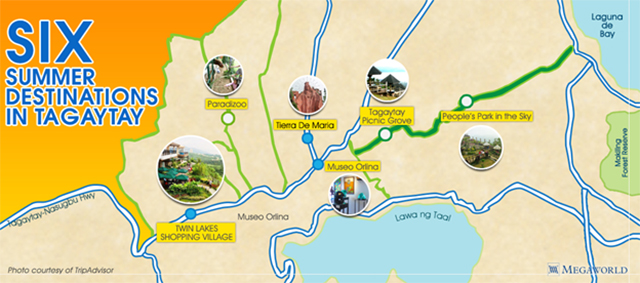 SIX
SUMMER
DESTINATIONS
IN TAGAYTAY
Laguna
de
Bay
Paradizoo
Tierra De Maria
Tagaytay
Picnic Grove
People's Park in the Sky
Makiling
Forest Reserve
Museo Orlina
Tagaytay-Nasugbu Hwy
TWIN LAKES
SHOPPING VILLAGE
Museo Orlina
Lawa ng Taal
Photo courtesy of TripAdvisor
MEGAWORLD